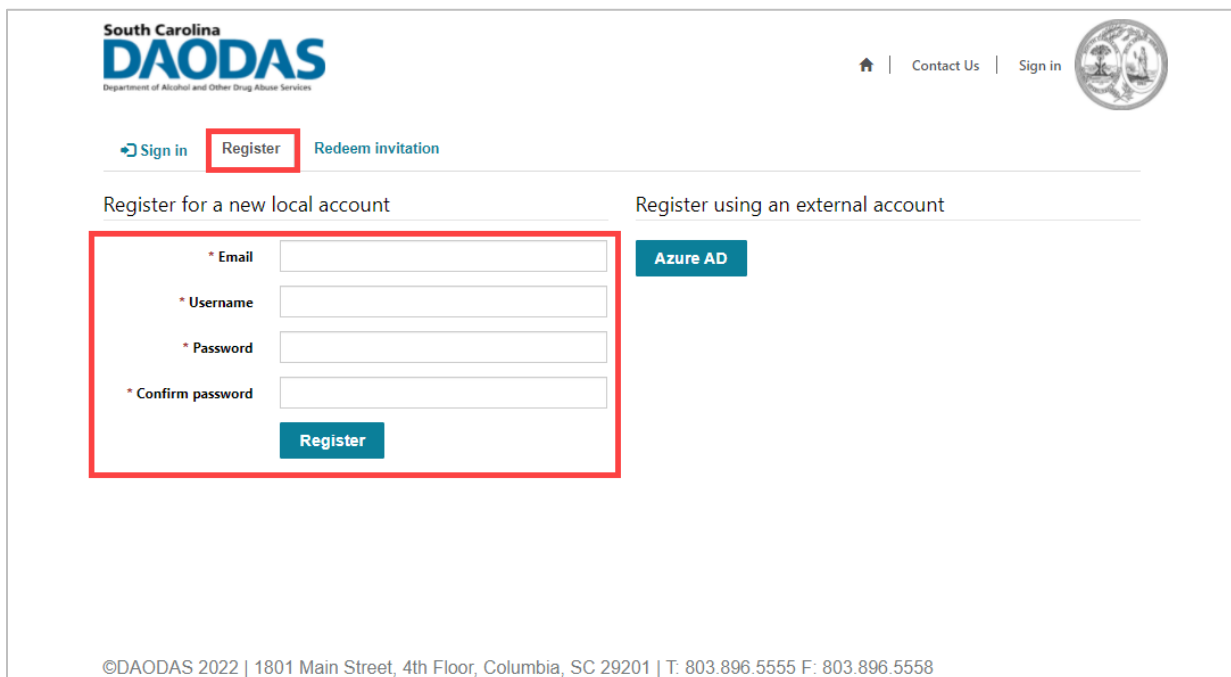 South Carolina
DAODAS
Department of Alcohol and Other Drug Abuse Services
Contact Us | Sign in
Sign in Register Redeem invitation
Register for a new local account
* Email
* Username
* Password
* Confirm password
Register
Register using an external account
Azure AD
©DAODAS 2022 | 1801 Main Street, 4th Floor, Columbia, SC 29201 | T: 803.896.5555 F: 803.896.5558